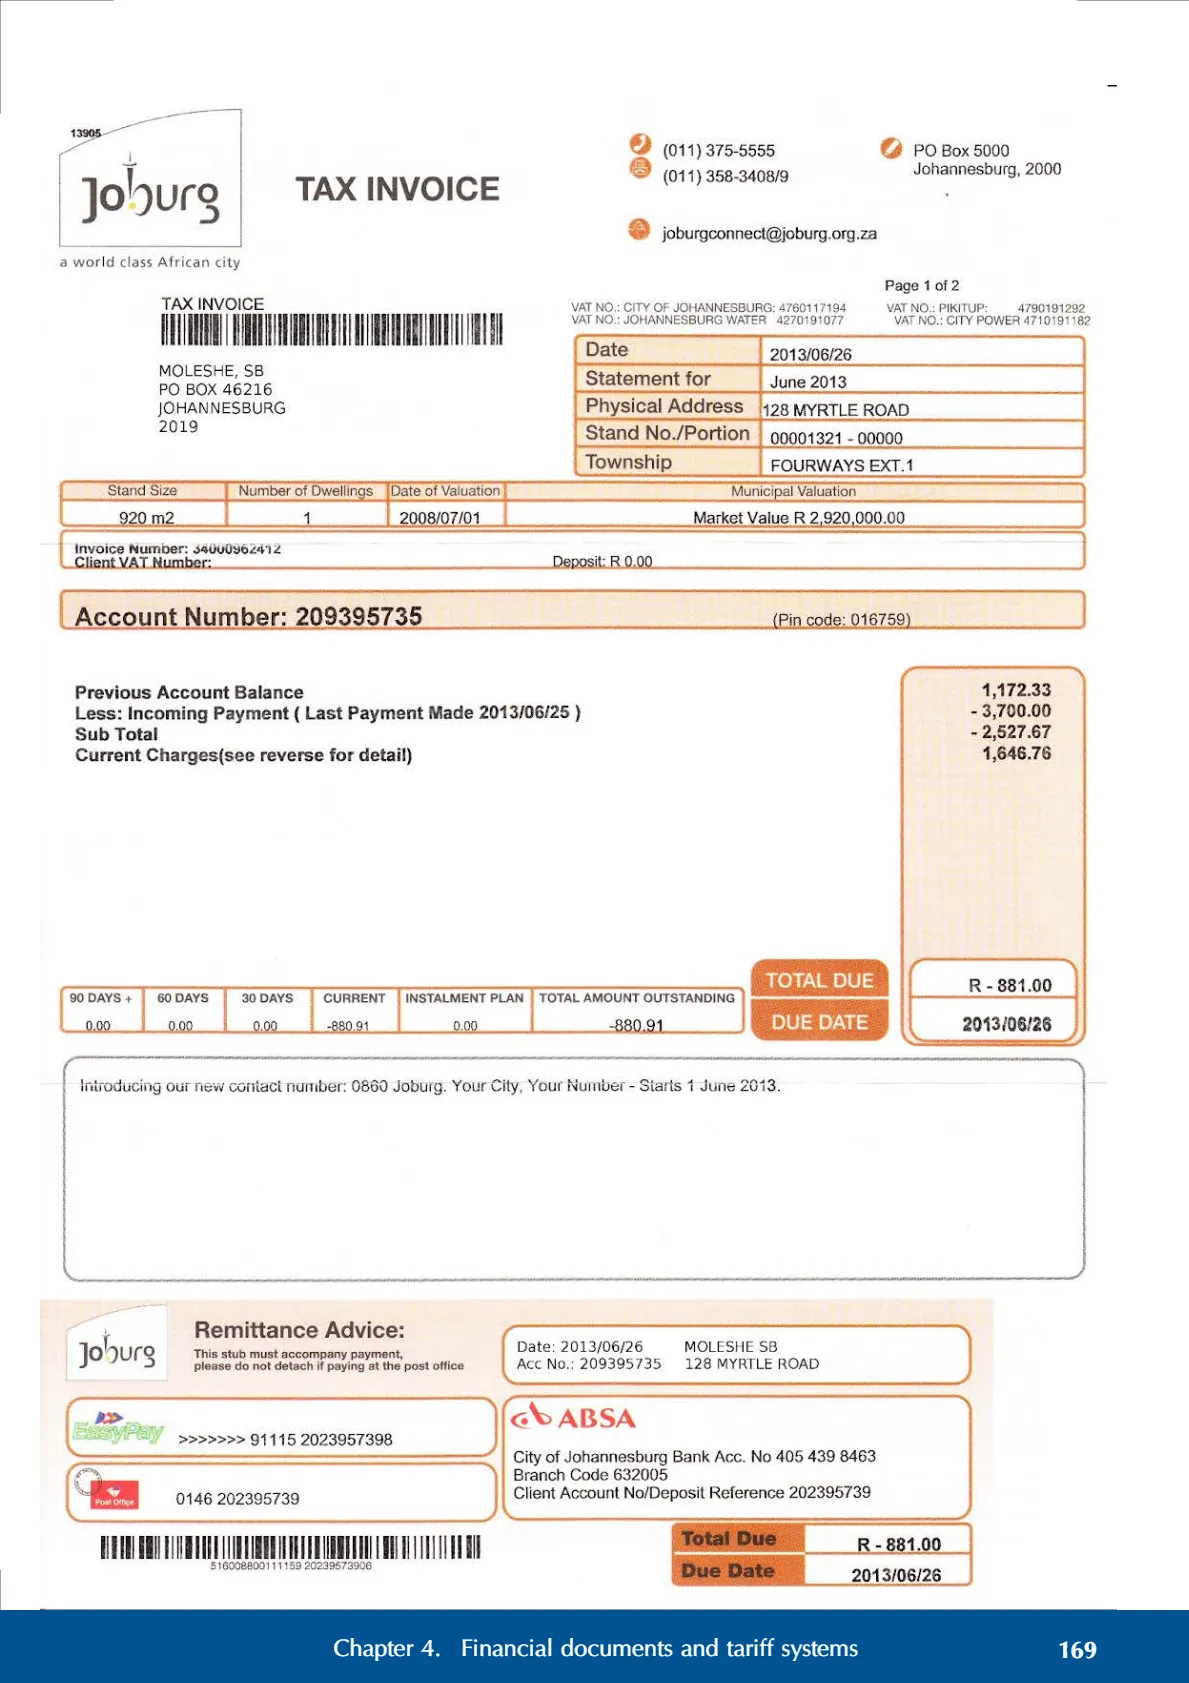 13905
Joburg
a world class African city
TAX INVOICE
(011) 375-5555
(011) 358-3408/9
PO Box 5000
Johannesburg, 2000
joburgconnect@joburg.org.za
Page 1 of 2
TAX INVOICE
VAT NO.: CITY OF JOHANNESBURG: 4760117194 VAT NO.: PIKITUP: 4790191292
VAT NO.: JOHANNESBURG WATER 4270191077 VAT NO.: CITY POWER 4710191182
MOLESHE, SB
PO BOX 46216
JOHANNESBURG
2019
Date 2013/06/26
Statement for June 2013
Physical Address 128 MYRTLE ROAD
Stand No./Portion 00001321 - 00000
Township FOURWAYS EXT.1
Stand Size Number of Dwellings Date of Valuation Municipal Valuation
920 m2 1 2008/07/01 Market Value R 2,920,000.00
Invoice Number: 34000962412
Client VAT Number: Deposit: R 0.00
Account Number: 209395735 (Pin code: 016759)
Previous Account Balance 1,172.33
Less: Incoming Payment ( Last Payment Made 2013/06/25 ) - 3,700.00
Sub Total - 2,527.67
Current Charges(see reverse for detail) 1,646.76
90 DAYS + 60 DAYS 30 DAYS CURRENT INSTALMENT PLAN TOTAL AMOUNT OUTSTANDING
0.00 0.00 0.00 -880.91 0.00 -880.91
TOTAL DUE R - 881.00
DUE DATE 2013/06/26
Introducing our new contact number: 0860 Joburg. Your City, Your Number - Starts 1 June 2013.
Joburg
Remittance Advice:
This stub must accompany payment,
please do not detach if paying at the post office
Date: 2013/06/26 MOLESHE SB
Acc No.: 209395735 128 MYRTLE ROAD
EasyPay >>>>>>> 91115 2023957398
Post Office 0146 202395739
ABSA
City of Johannesburg Bank Acc. No 405 439 8463
Branch Code 632005
Client Account No/Deposit Reference 202395739
516008800111159 20239573906
Total Due R - 881.00
Due Date 2013/06/26
Chapter 4. Financial documents and tariff systems 169